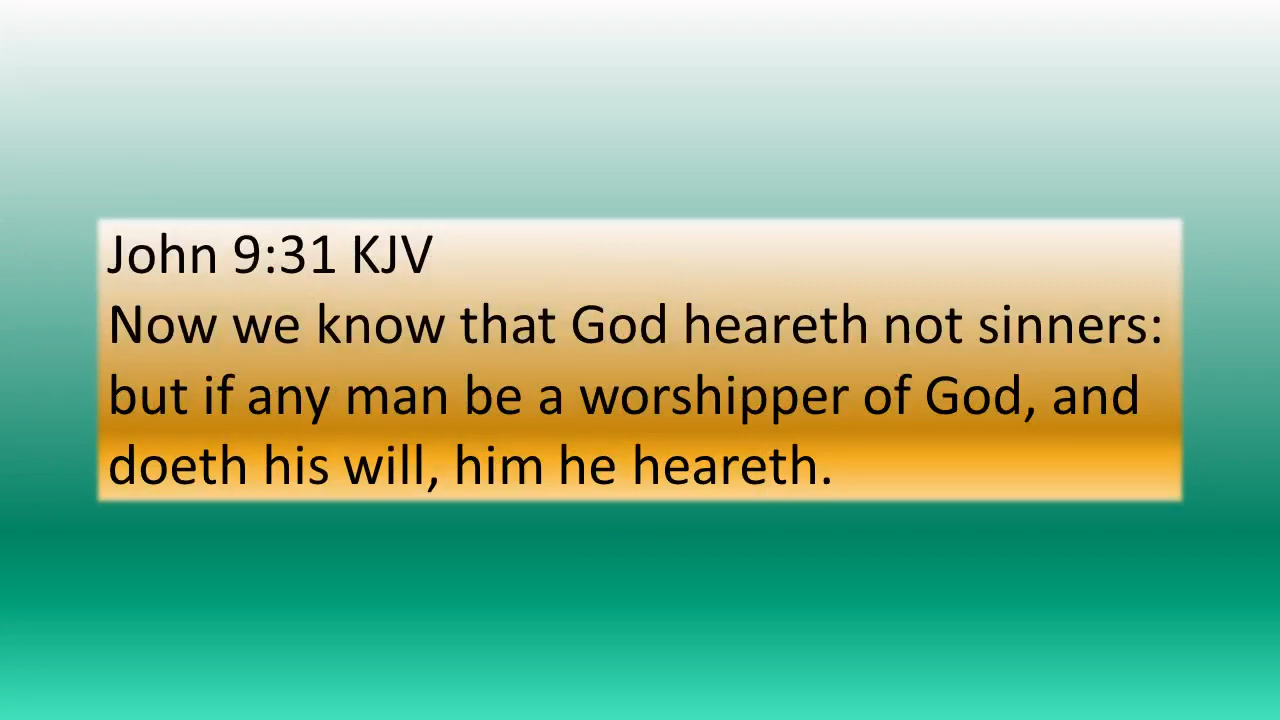 John 9:31 KJV
Now we know that God heareth not sinners:
but if any man be a worshipper of God, and
doeth his will, him he heareth.